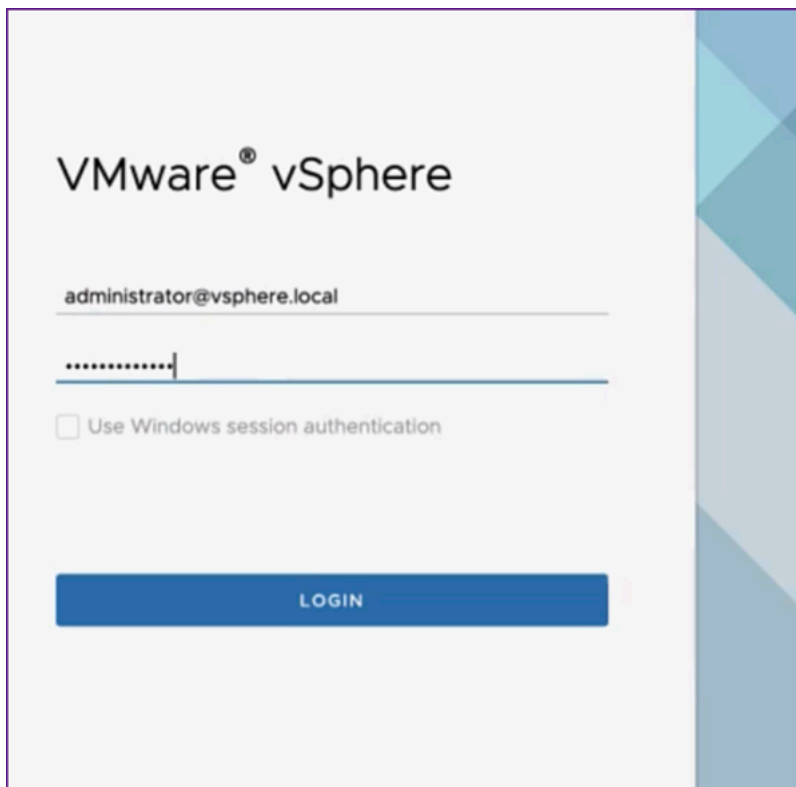 VMware® vSphere
administrator@vsphere.local
•••••••••••••
Use Windows session authentication
LOGIN